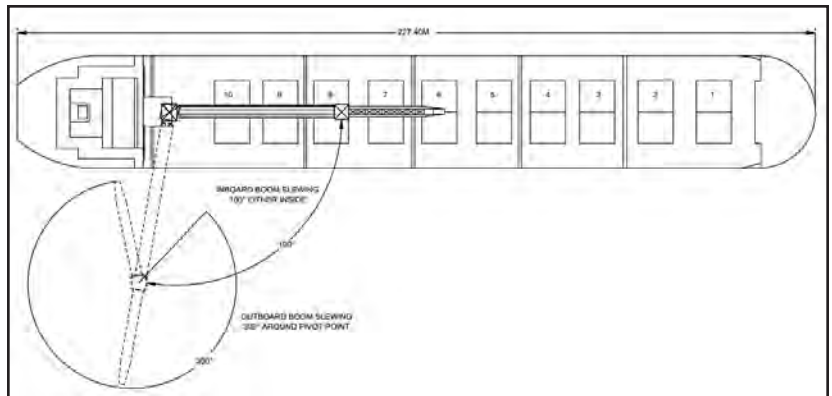 227.40M
10 9 9 7 6 5 4 3 2 1
INBOARD BOOM SLEWING
100° EITHER INSIDE
100°
OUTBOARD BOOM SLEWING
300° AROUND PIVOT POINT
300°